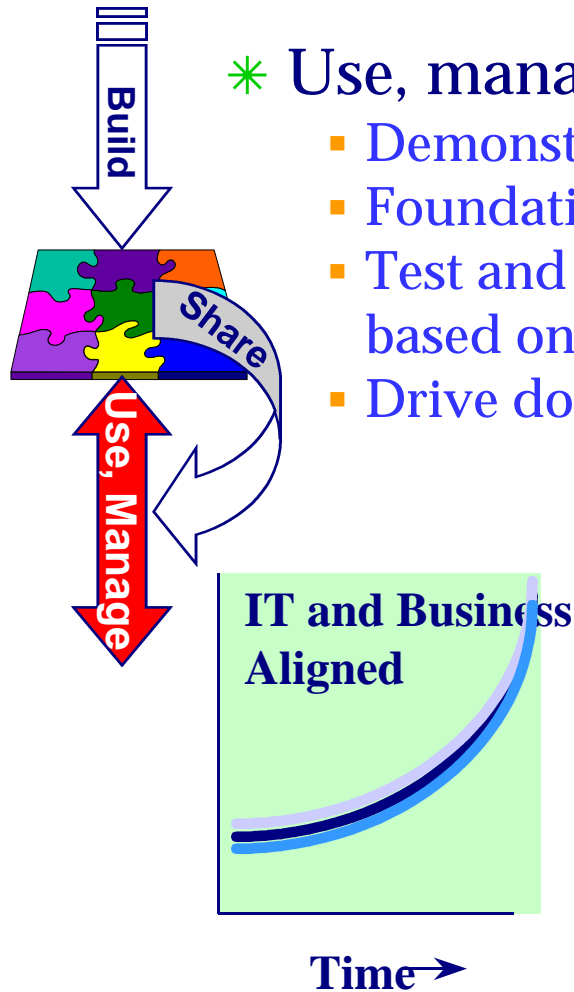 Build
Share
Use, Manage
Use, mana
Demonst
Foundati
Test and
based on
Drive do
IT and Business
Aligned
Time